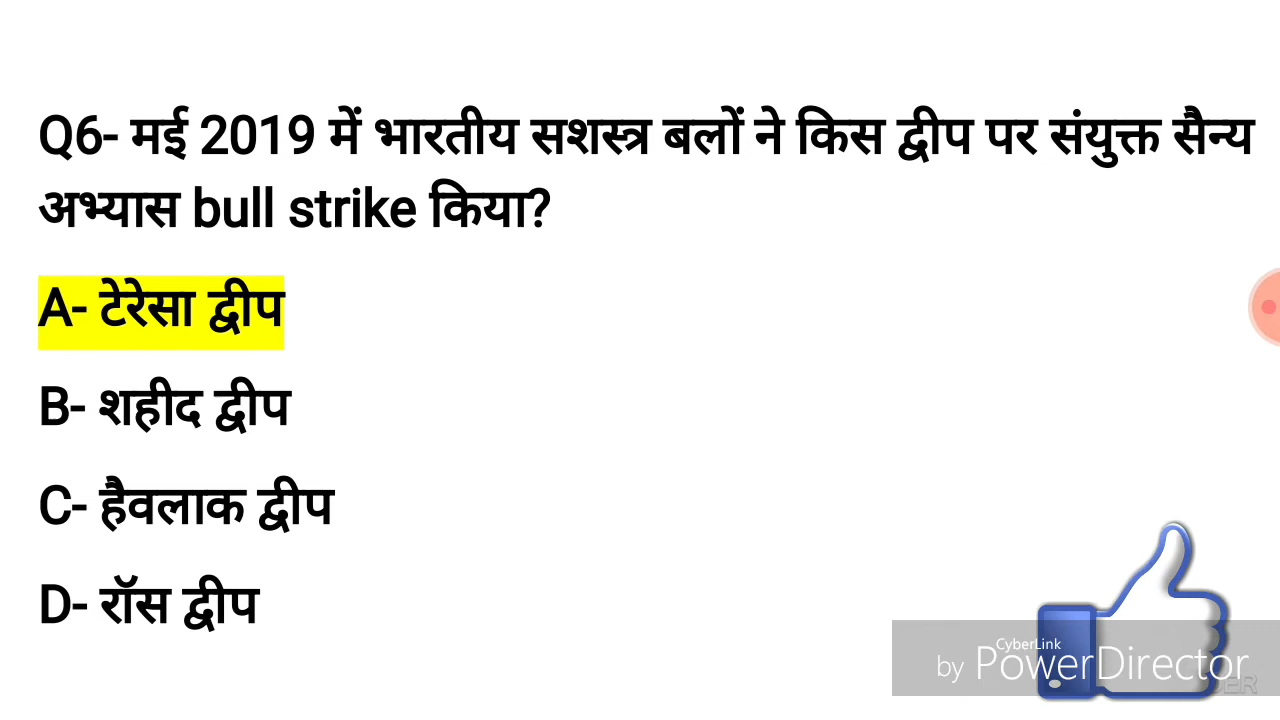 Q6- मई 2019 में भारतीय सशस्त्र बलों ने किस द्वीप पर संयुक्त सैन्य
अभ्यास bull strike किया?
A- टेरेसा द्वीप
B- शहीद द्वीप
C- हैवलाक द्वीप
D- रॉस द्वीप
CyberLink
by PowerDirector